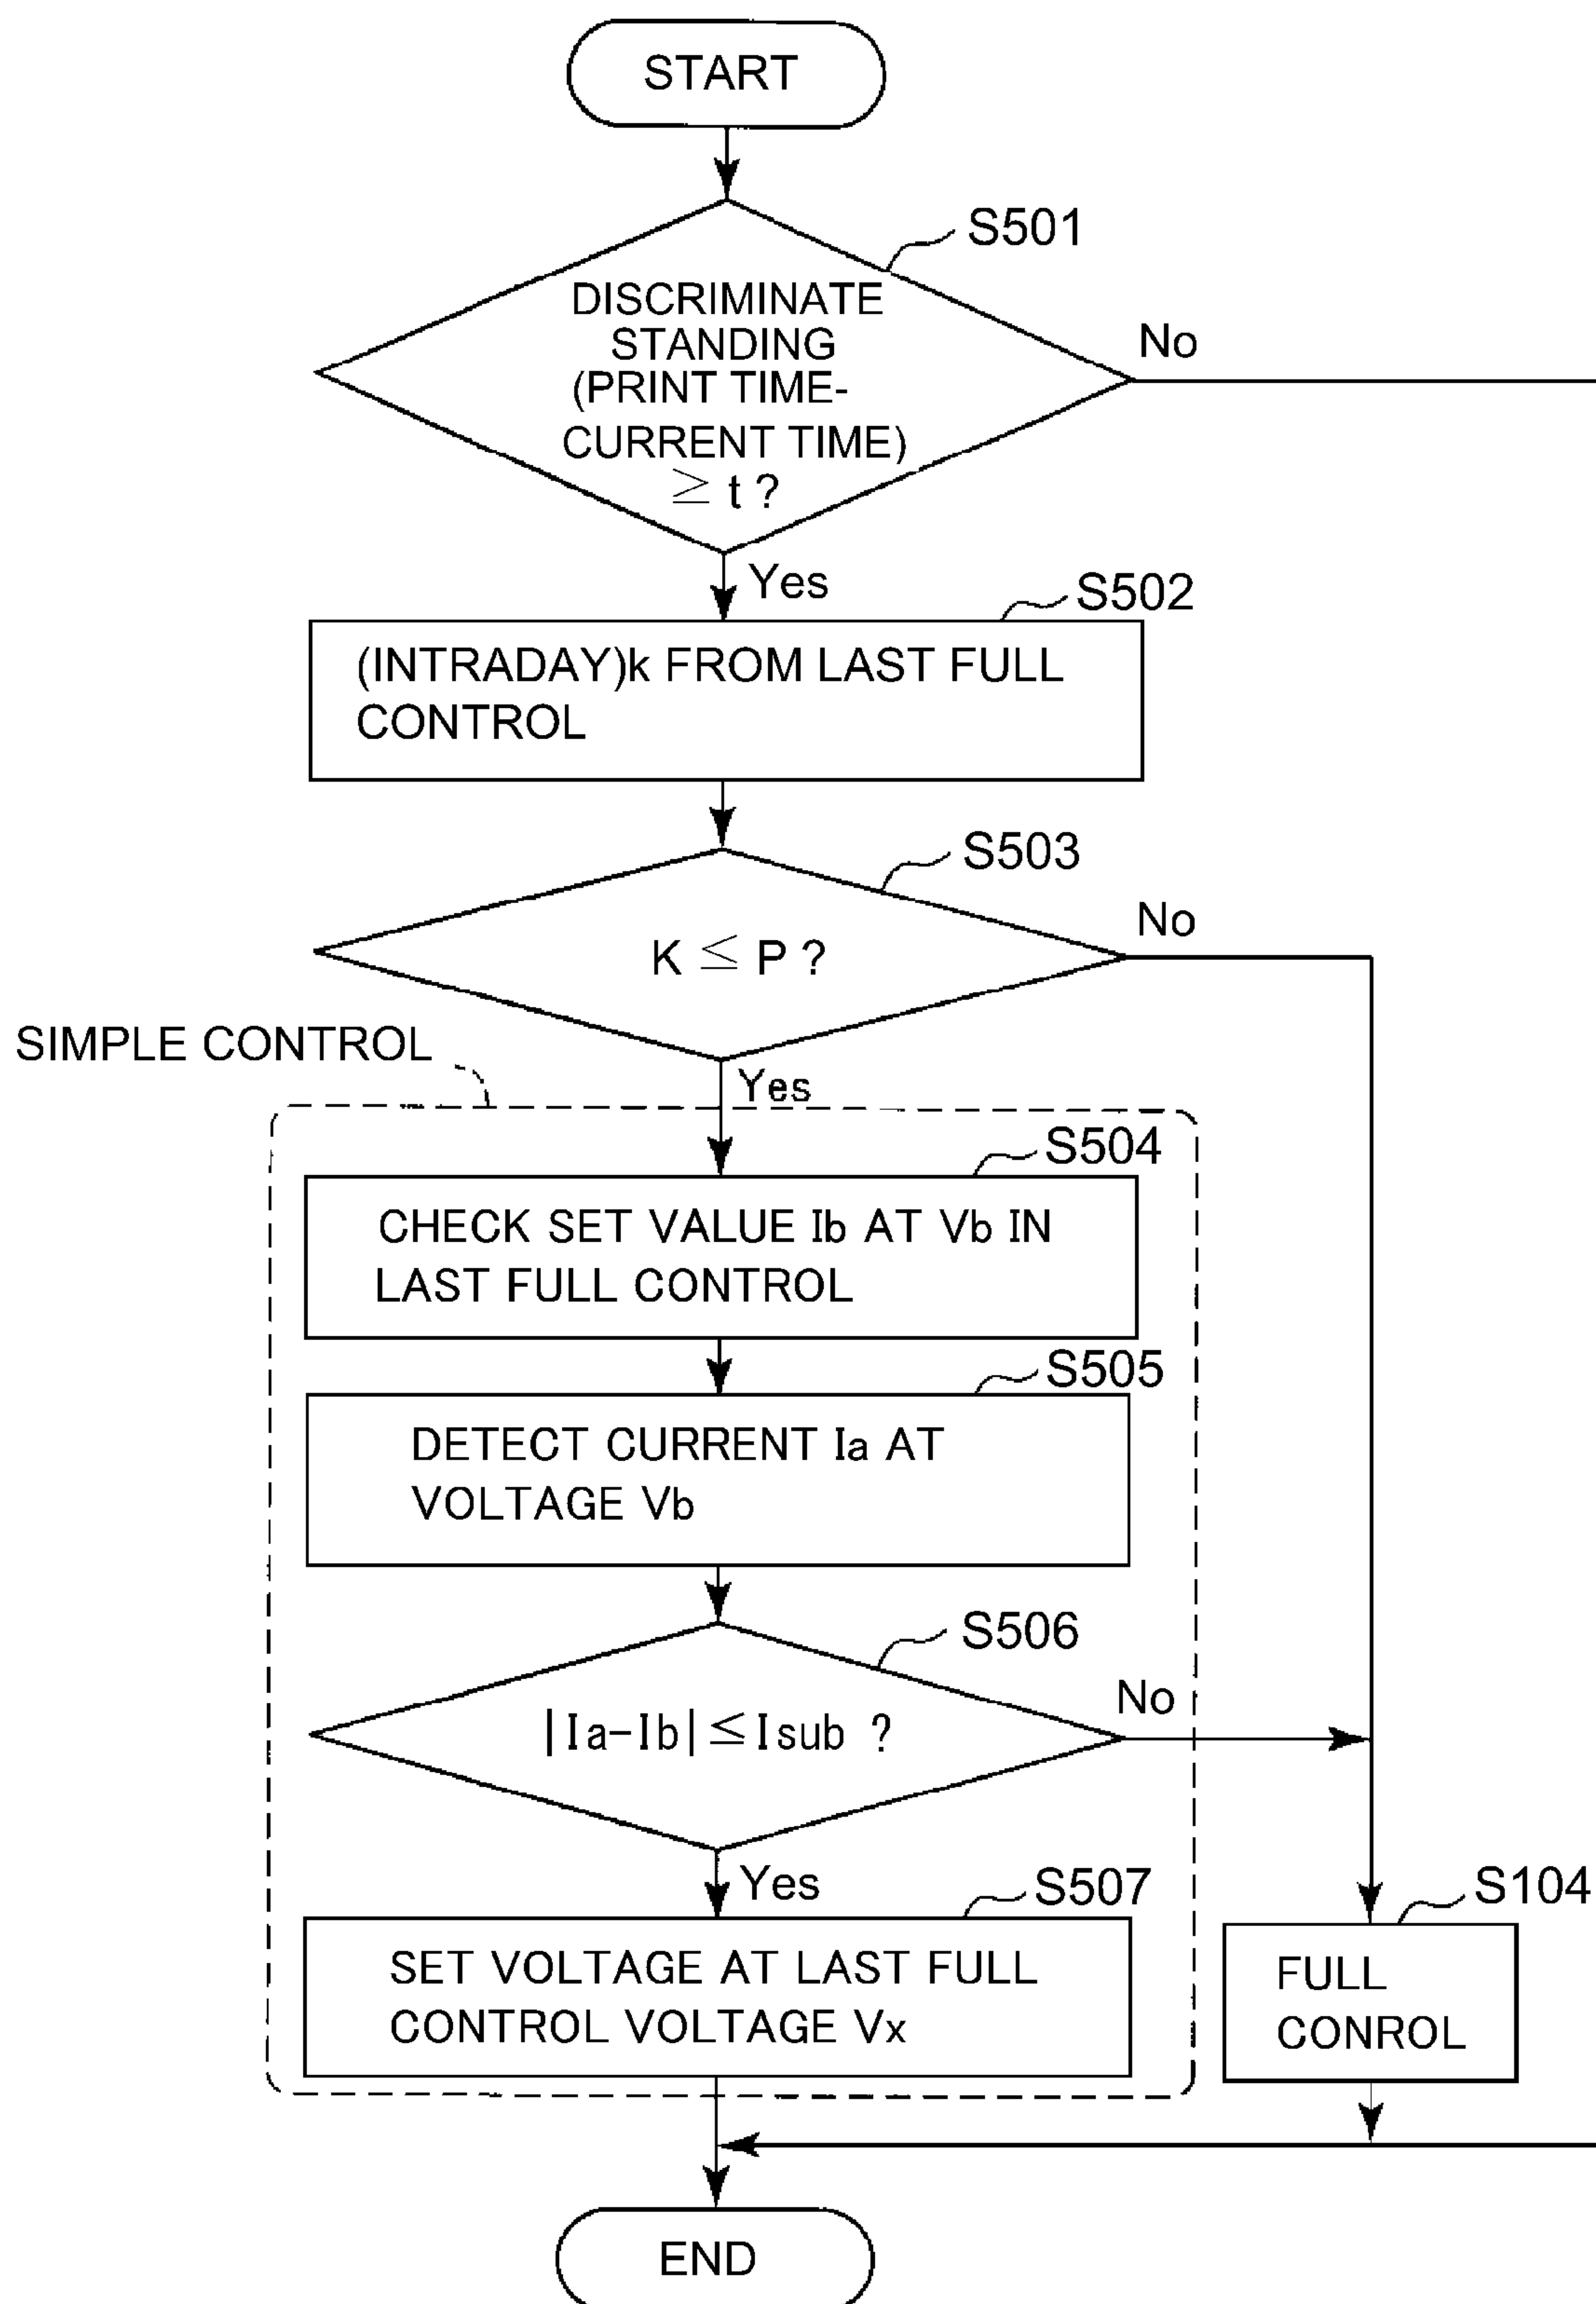 START
S501
DISCRIMINATE
STANDING
(PRINT TIME-
CURRENT TIME)
≧ t ?
No
Yes
S502
(INTRADAY)k FROM LAST FULL
CONTROL
S503
K ≦ P ?
No
SIMPLE CONTROL
Yes
S504
CHECK SET VALUE Ib AT Vb IN
LAST FULL CONTROL
S505
DETECT CURRENT Ia AT
VOLTAGE Vb
S506
|Ia-Ib|≦Isub ?
No
Yes
S507
SET VOLTAGE AT LAST FULL
CONTROL VOLTAGE Vx
S104
FULL
CONROL
END